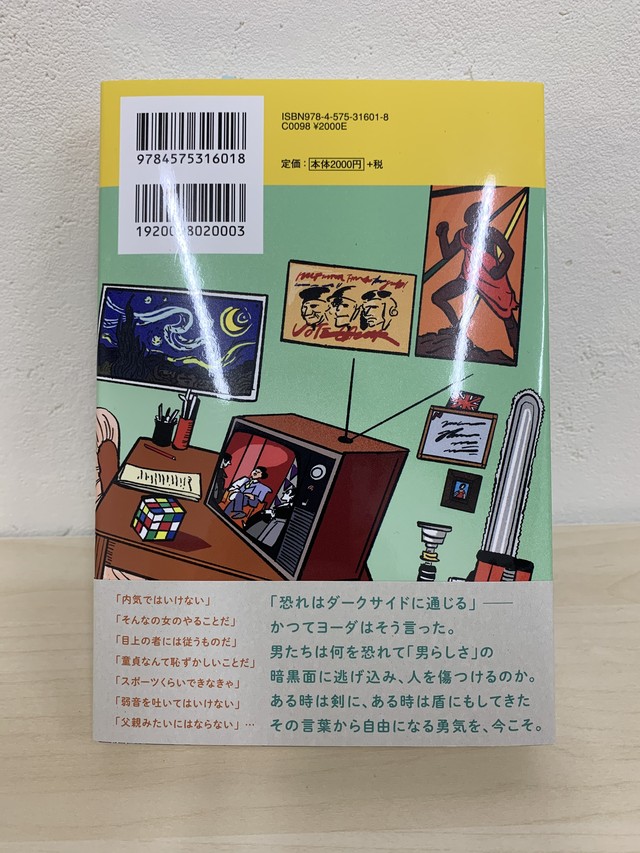 ISBN978-4-575-31601-8
C0098 ¥2000E
9784575316018
定価：本体2000円+税
「内気ではいけない」
「そんなの女のやることだ」
「目上の者には従うものだ」
「童貞なんて恥ずかしいことだ」
「スポーツくらいできなきゃ」
「弱音を吐いてはいけない」
「父親みたいにはならない」…
「恐れはダークサイドに通じる」——
かつてヨーダはそう言った。
男たちは何を恐れて「男らしさ」の
暗黒面に逃げ込み、人を傷つけるのか。
ある時は剣に、ある時は盾にもしてきた
その言葉から自由になる勇気を、今こそ。